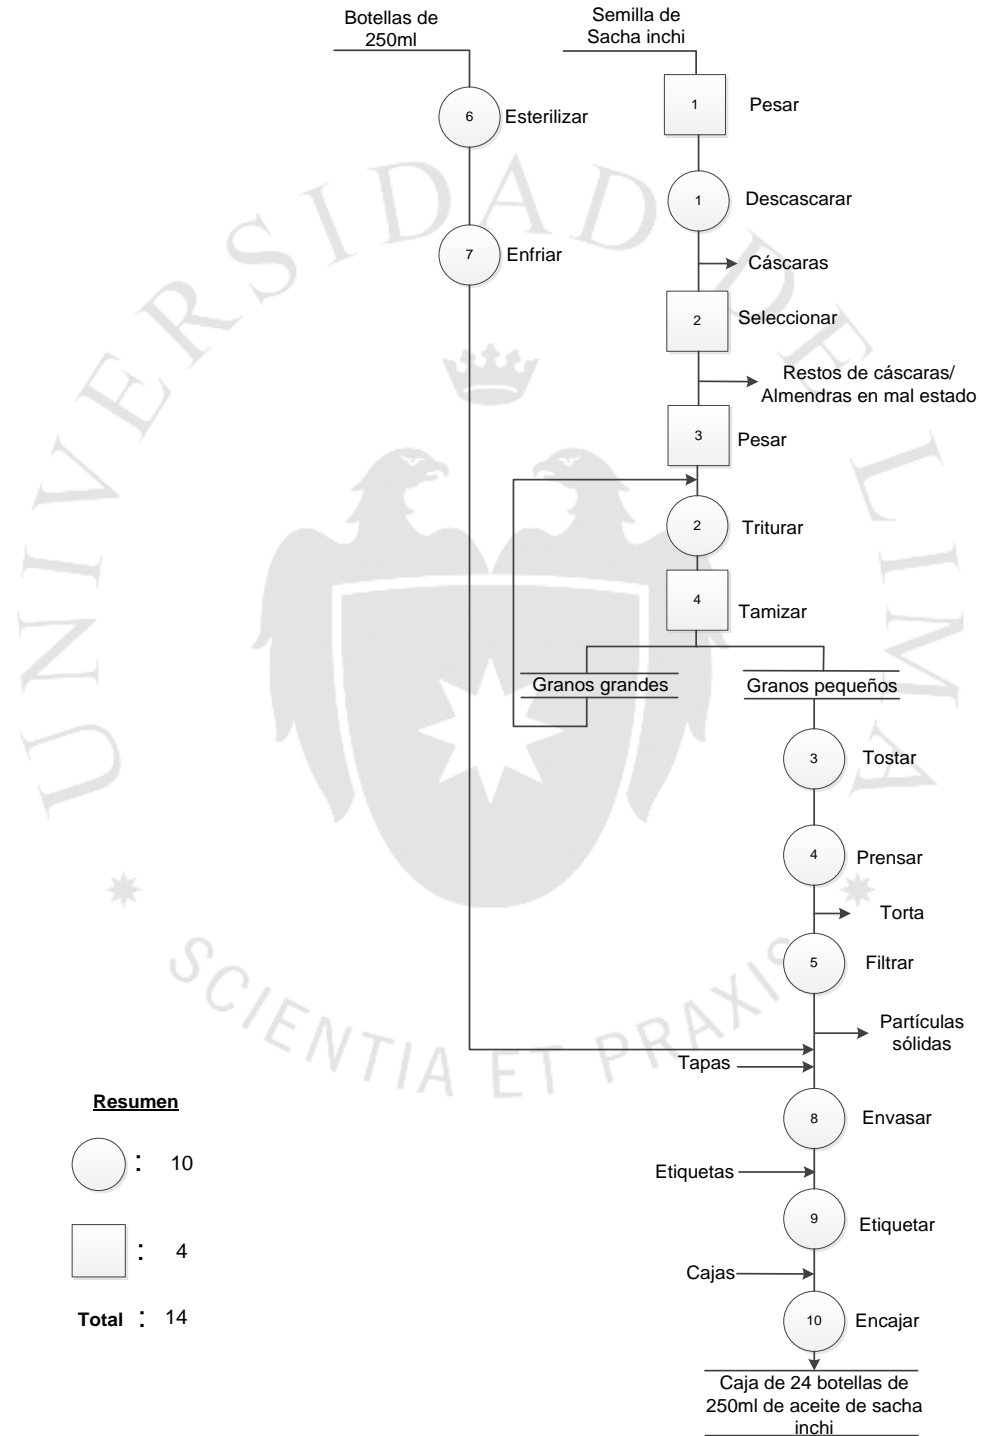 Botellas de
250ml
Semilla de
Sacha inchi
6
Esterilizar
1
Pesar
1
Descascarar
7
Enfriar
Cáscaras
2
Seleccionar
Restos de cáscaras/
Almendras en mal estado
3
Pesar
2
Triturar
4
Tamizar
Granos grandes
Granos pequeños
3
Tostar
4
Prensar
Torta
5
Filtrar
Partículas
sólidas
Tapas
8
Envasar
Etiquetas
9
Etiquetar
Cajas
10
Encajar
Caja de 24 botellas de
250ml de aceite de sacha
inchi
Resumen
: 10
: 4
Total : 14
UNIVERSIDAD DE LIMA
SCIENTIA ET PRAXIS